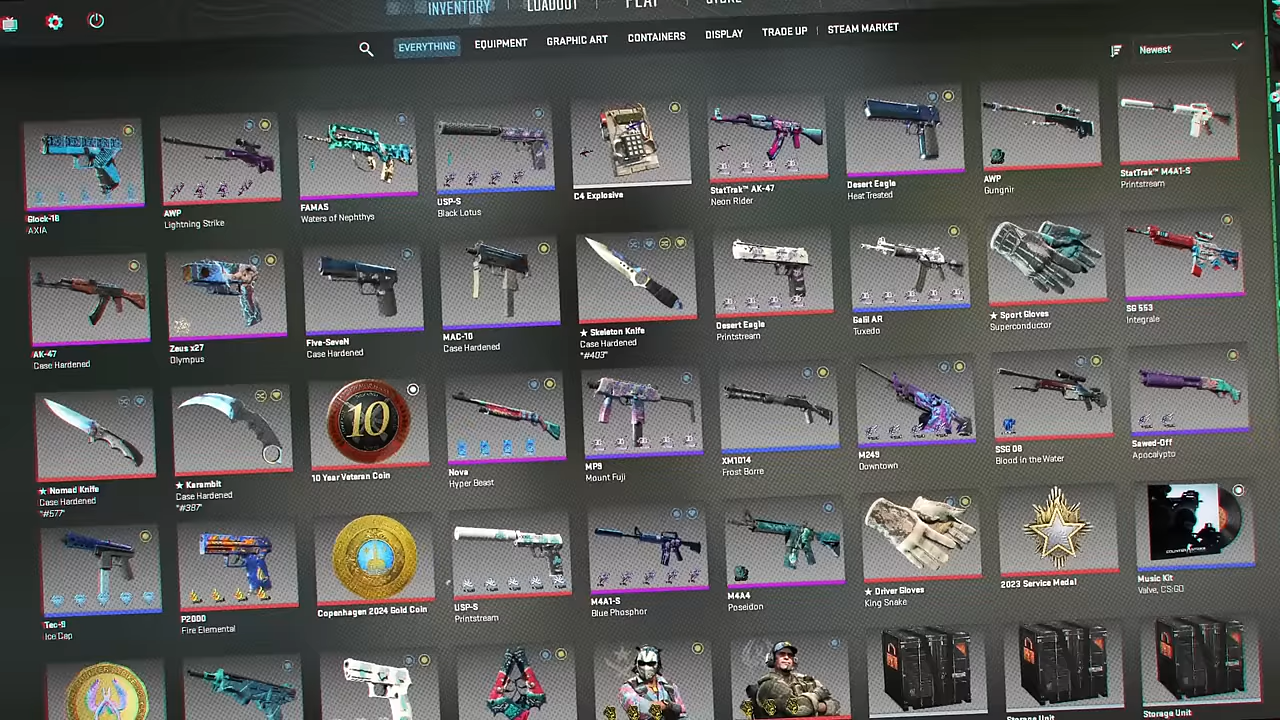 INVENTORY
LOADOUT
PLAY
STORE
EVERYTHING
EQUIPMENT
GRAPHIC ART
CONTAINERS
DISPLAY
TRADE UP
STEAM MARKET
Newest
Glock-18
AXIA
AWP
Lightning Strike
FAMAS
Waters of Nephthys
USP-S
Black Lotus
C4 Explosive
StatTrak™ AK-47
Neon Rider
Desert Eagle
Heat Treated
AWP
Gungnir
StatTrak™ M4A1-S
Printstream
AK-47
Case Hardened
Zeus x27
Olympus
Five-SeveN
Case Hardened
MAC-10
Case Hardened
★ Skeleton Knife
Case Hardened
"#403"
Desert Eagle
Printstream
Galil AR
Tuxedo
★ Sport Gloves
Superconductor
SG 553
Integrale
★ Nomad Knife
Case Hardened
"#577"
★ Karambit
Case Hardened
"#387"
10
10 Year Veteran Coin
Nova
Hyper Beast
MP9
Mount Fuji
XM1014
Frost Borre
M249
Downtown
SSG 08
Blood in the Water
Sawed-Off
Apocalypto
Tec-9
Ice Cap
P2000
Fire Elemental
Copenhagen 2024 Gold Coin
USP-S
Printstream
M4A1-S
Blue Phosphor
M4A4
Poseidon
★ Driver Gloves
King Snake
2023 Service Medal
Music Kit
Valve, CS:GO
Storage Unit
Storage Unit